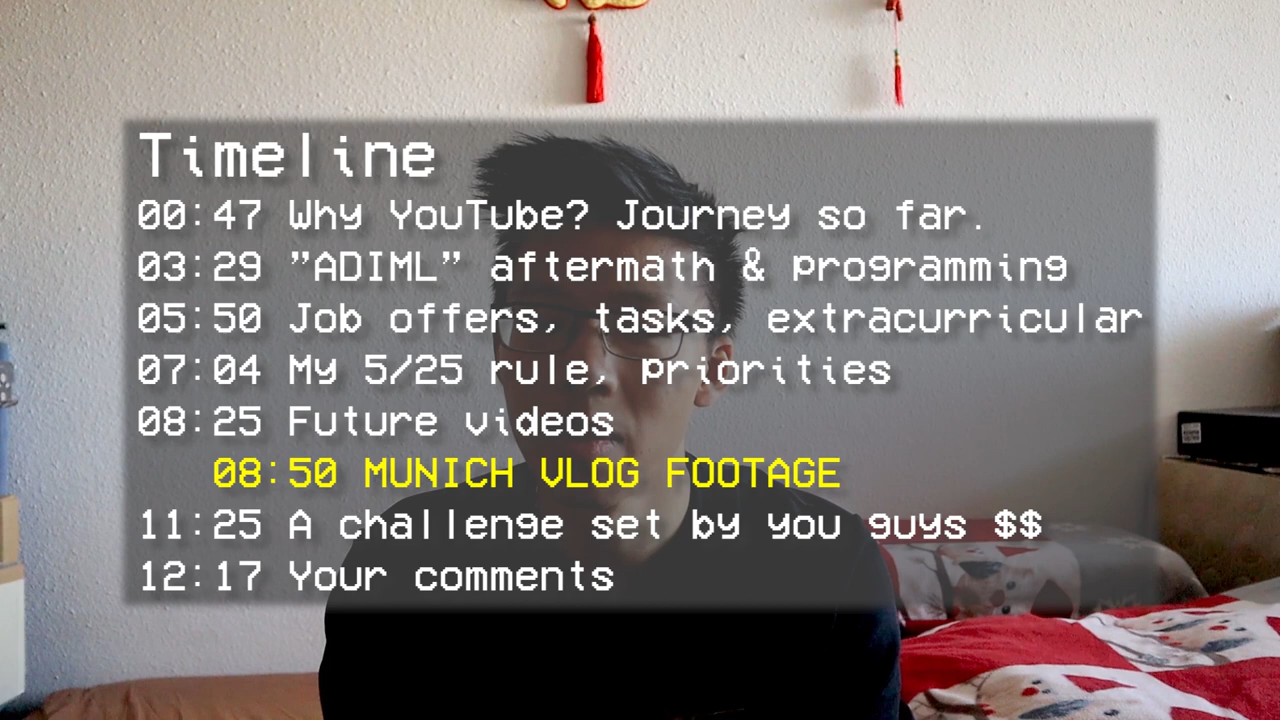 Timeline
00:47 Why YouTube? Journey so far.
03:29 ”ADIML” aftermath & programming
05:50 Job offers, tasks, extracurricular
07:04 My 5/25 rule, priorities
08:25 Future videos
08:50 MUNICH VLOG FOOTAGE
11:25 A challenge set by you guys $$
12:17 Your comments